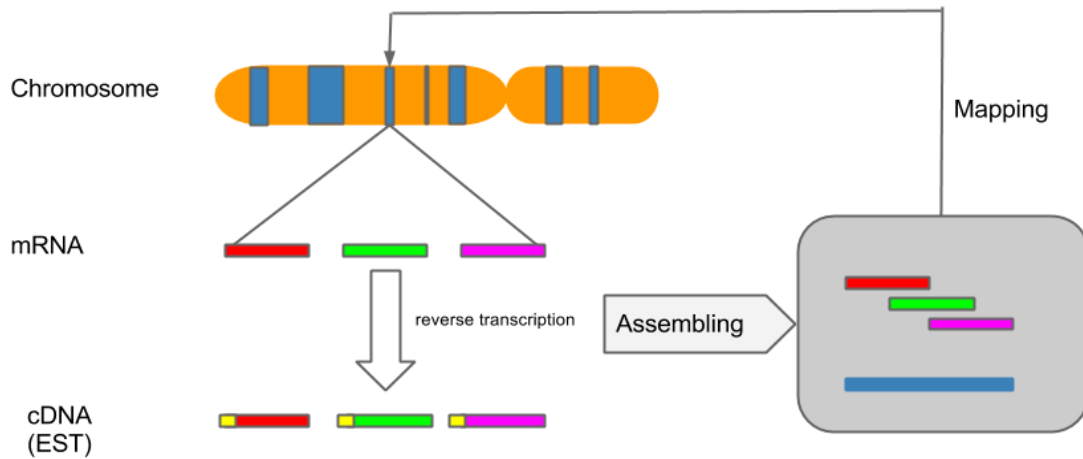 Chromosome
Mapping
mRNA
reverse transcription
Assembling
cDNA
(EST)